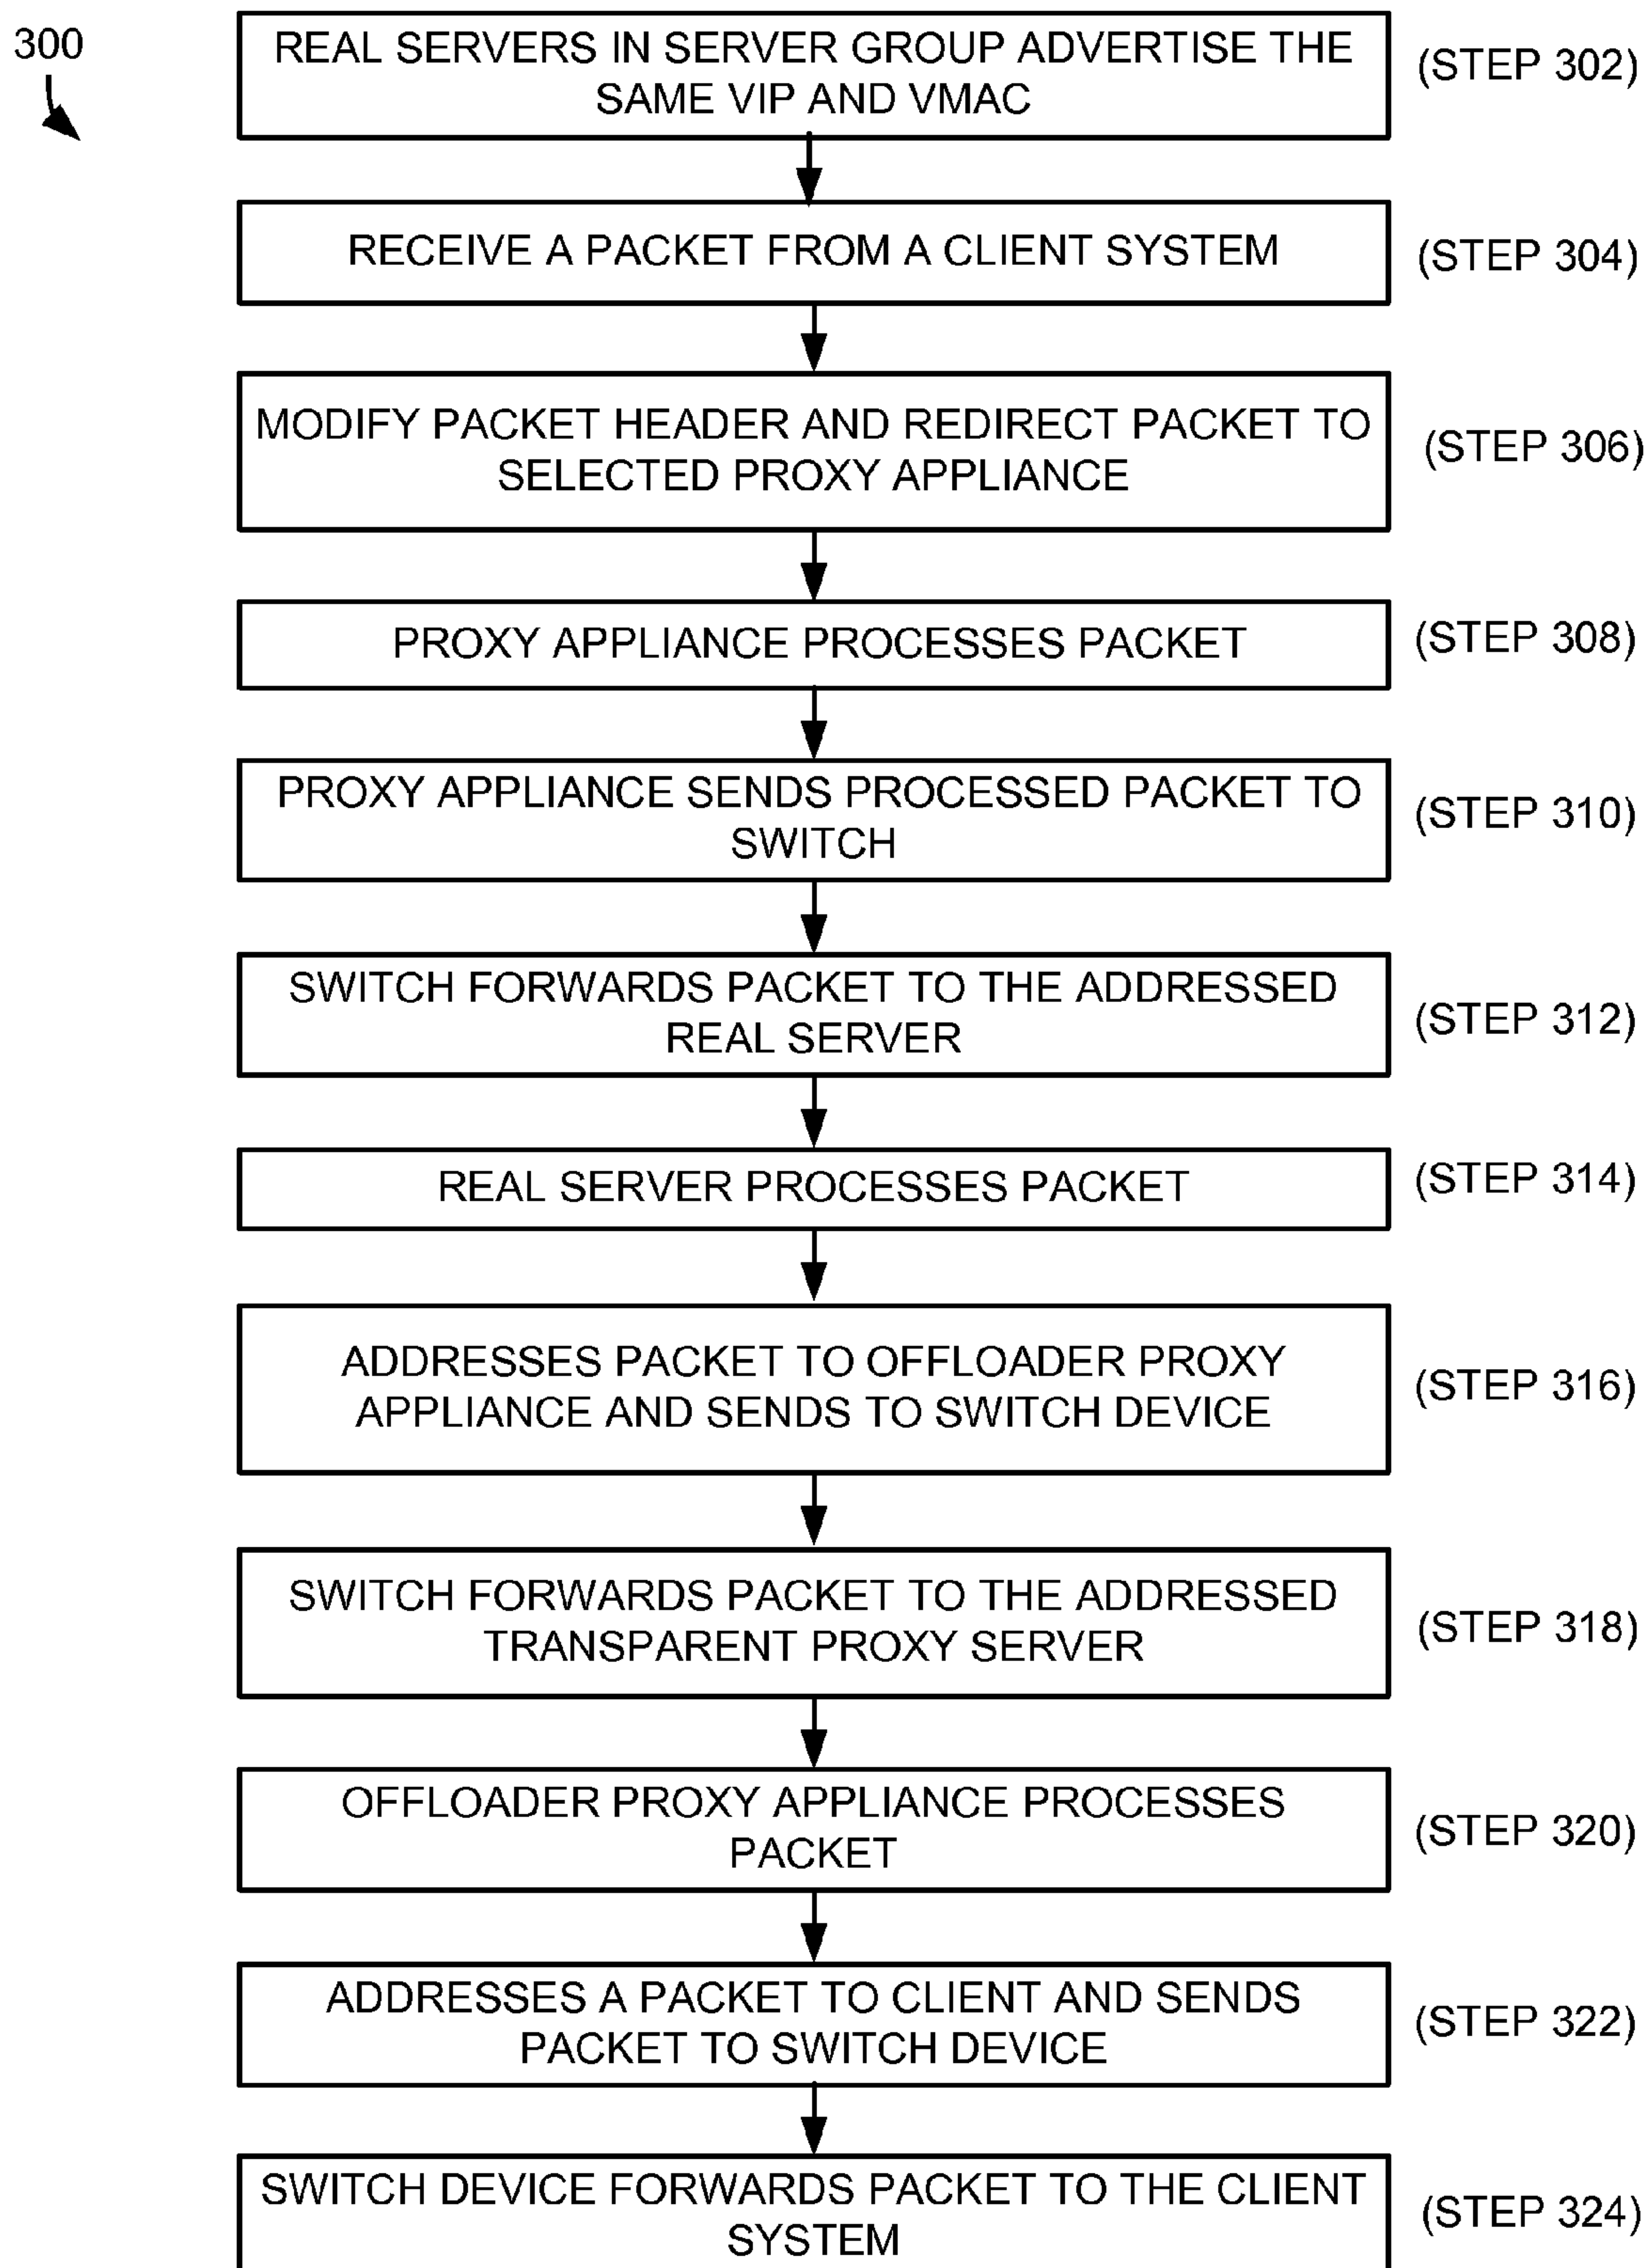 300
REAL SERVERS IN SERVER GROUP ADVERTISE THE
SAME VIP AND VMAC
(STEP 302)
RECEIVE A PACKET FROM A CLIENT SYSTEM
(STEP 304)
MODIFY PACKET HEADER AND REDIRECT PACKET TO
SELECTED PROXY APPLIANCE
(STEP 306)
PROXY APPLIANCE PROCESSES PACKET
(STEP 308)
PROXY APPLIANCE SENDS PROCESSED PACKET TO
SWITCH
(STEP 310)
SWITCH FORWARDS PACKET TO THE ADDRESSED
REAL SERVER
(STEP 312)
REAL SERVER PROCESSES PACKET
(STEP 314)
ADDRESSES PACKET TO OFFLOADER PROXY
APPLIANCE AND SENDS TO SWITCH DEVICE
(STEP 316)
SWITCH FORWARDS PACKET TO THE ADDRESSED
TRANSPARENT PROXY SERVER
(STEP 318)
OFFLOADER PROXY APPLIANCE PROCESSES
PACKET
(STEP 320)
ADDRESSES A PACKET TO CLIENT AND SENDS
PACKET TO SWITCH DEVICE
(STEP 322)
SWITCH DEVICE FORWARDS PACKET TO THE CLIENT
SYSTEM
(STEP 324)